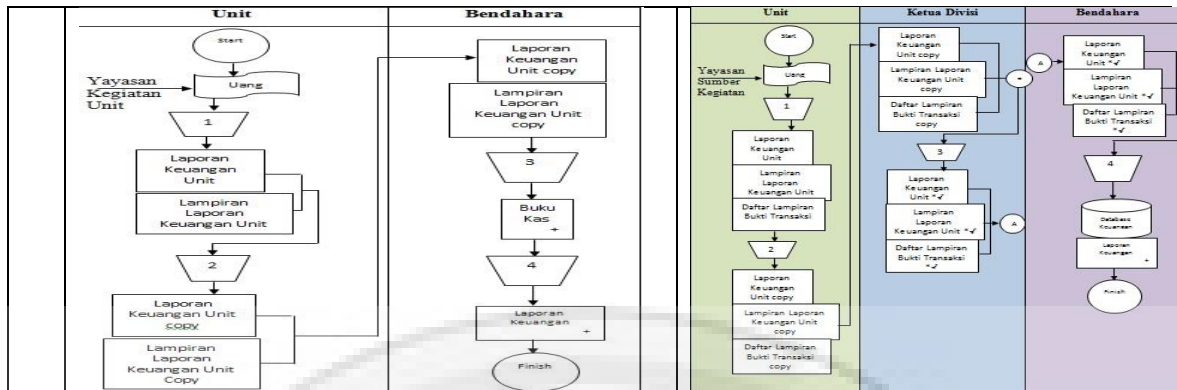 Unit
Start
Uang
Yayasan
Kegiatan
Unit
1
Laporan
Keuangan
Unit
Lampiran
Laporan
Keuangan Unit
2
Laporan
Keuangan Unit
copy
Lampiran
Laporan
Keuangan Unit
Copy
Bendahara
Laporan
Keuangan
Unit copy
Lampiran
Laporan
Keuangan Unit
copy
3
Buku
Kas
+
4
Laporan
Keuangan
+
Finish
Unit
Start
Uang
Yayasan
Sumber
Kegiatan
1
Laporan
Keuangan
Unit
Lampiran
Laporan
Keuangan Unit
Daftar Lampiran
Bukti Transaksi
2
Laporan
Keuangan
Unit copy
Lampiran Laporan
Keuangan Unit
copy
Daftar Lampiran
Bukti Transaksi
copy
Ketua Divisi
Laporan
Keuangan
Unit copy
Lampiran Laporan
Keuangan Unit
copy
Daftar Lampiran
Bukti Transaksi
copy
3
Laporan
Keuangan
Unit *✓
Lampiran
Laporan
Keuangan Unit *✓
Daftar Lampiran
Bukti Transaksi
*✓
A
Bendahara
A
Laporan
Keuangan
Unit *✓
Lampiran
Laporan
Keuangan Unit *✓
Daftar Lampiran
Bukti Transaksi *✓
4
Database
Keuangan
Laporan
Keuangan
+
Finish